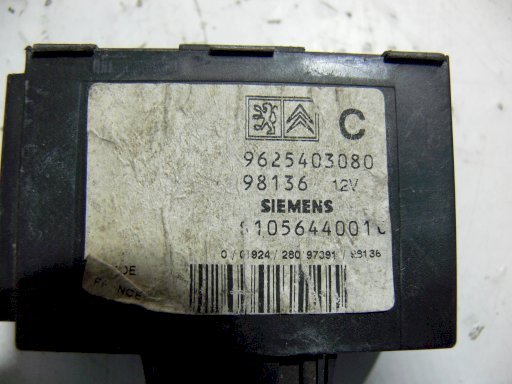 C
9625403080
98136 12V
SIEMENS
S105644001
0/01924/280 97391/98136
FRANCE